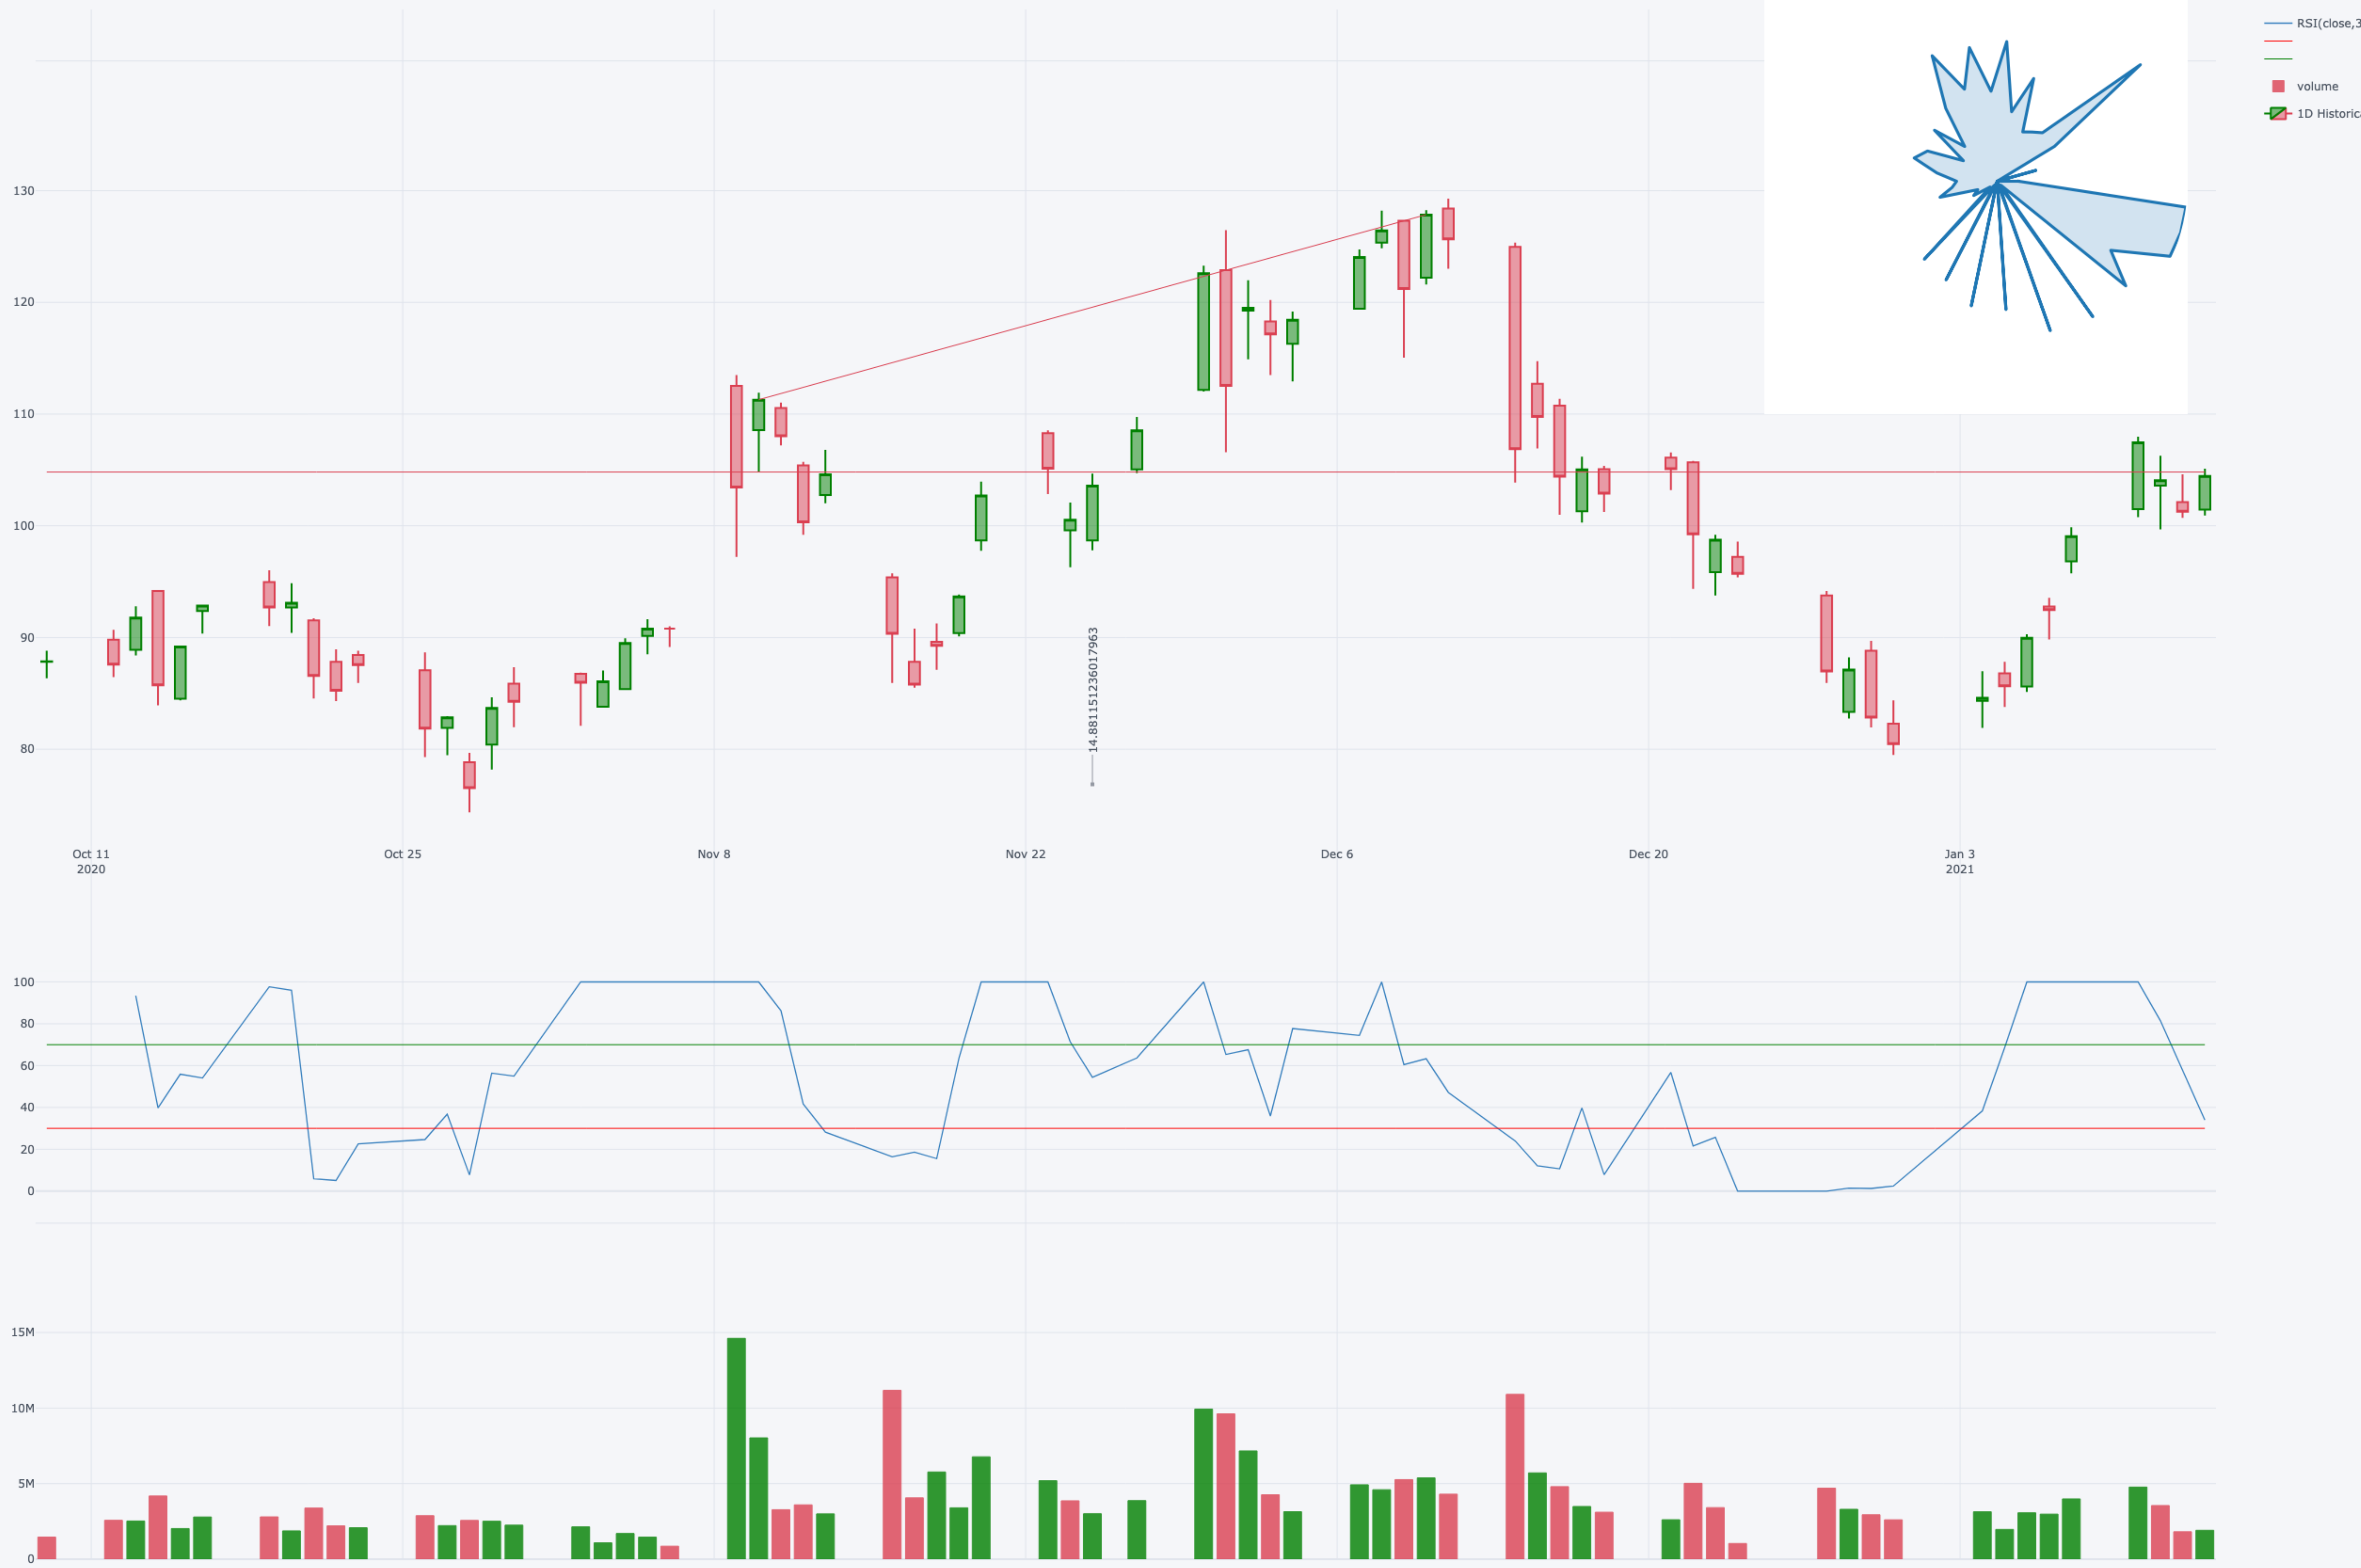 RSI(close,3
volume
1D Historica
130
120
110
100
90
80
14.881151236017963
Oct 11
2020
Oct 25
Nov 8
Nov 22
Dec 6
Dec 20
Jan 3
2021
100
80
60
40
20
0
15M
10M
5M
0